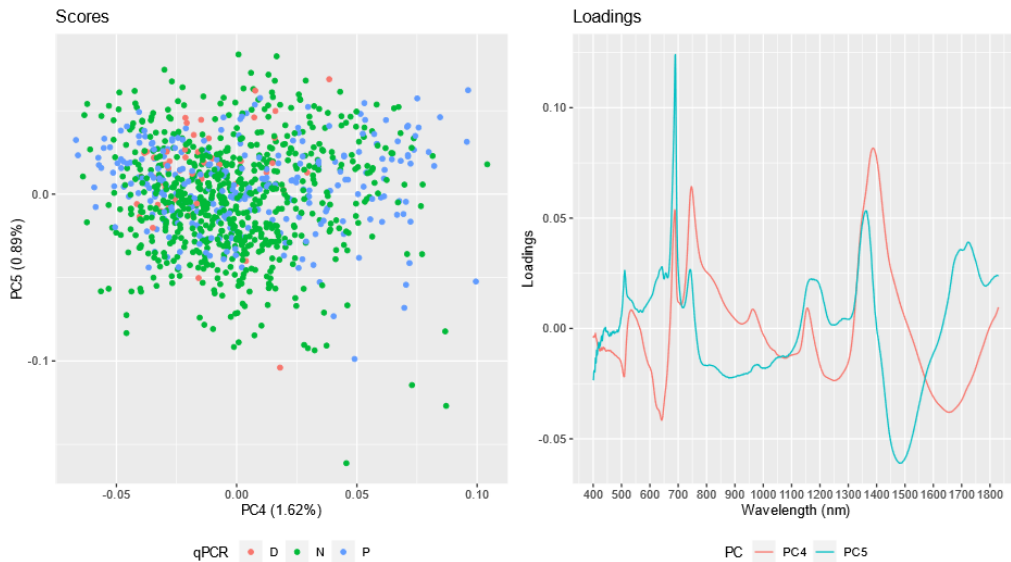 Scores
0.0
-0.1
-0.05
0.00
0.05
0.10
PC4 (1.62%)
PC5 (0.89%)
qPCR
D
N
P
Loadings
0.10
0.05
0.00
-0.05
400 500 600 700 800 900 1000 1100 1200 1300 1400 1500 1600 1700 1800
Wavelength (nm)
Loadings
PC
PC4
PC5